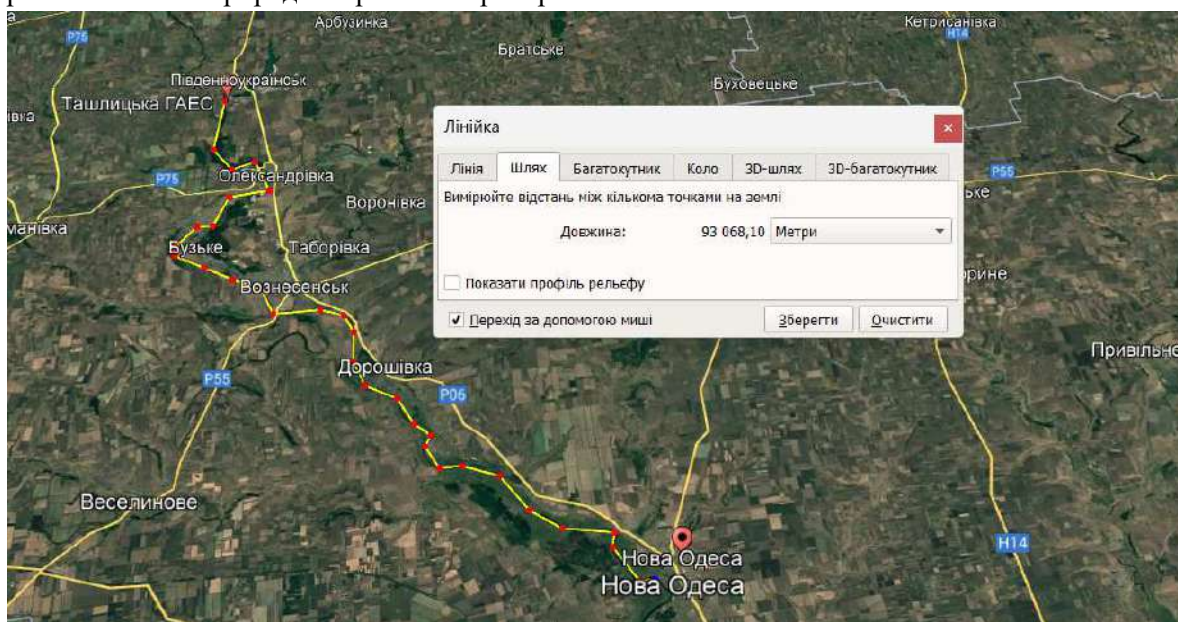 Арбузинка
Кетрисанівка
P75
H14
Братське
Південноукраїнськ
Буховецьке
Ташлицька ГАЕС
Лінійка
Лінія Шлях Багатокутник Коло 3D-шлях 3D-багатокутник
P75
Олександрівка
P55
Вимірюйте відстань між кількома точками на землі
Воронівка
Довжина: 93 068,10 Метри
Бузьке
Таборівка
Показати профіль рельєфу
Вознесенськ
Перехід за допомогою миші Зберегти Очистити
Привільне
Дорошівка
P55
P06
Веселинове
H14
Нова Одеса
Нова Одеса